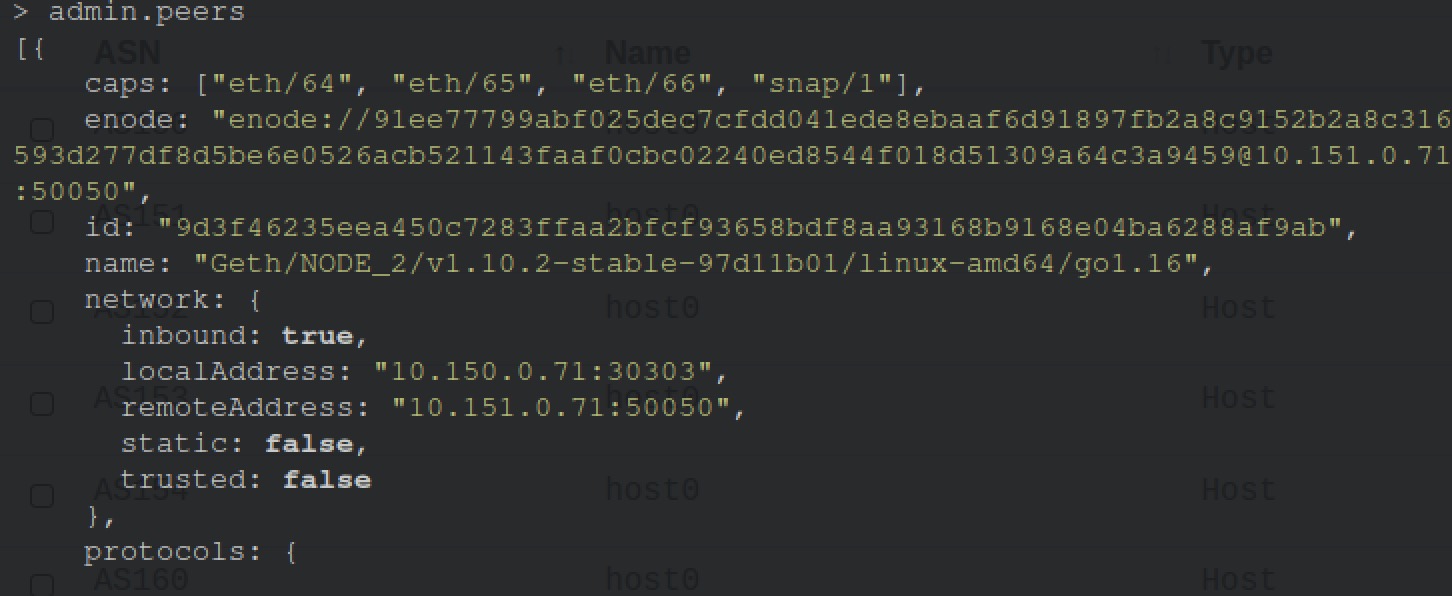 > admin.peers
[{
ASN Name Type
caps: ["eth/64", "eth/65", "eth/66", "snap/1"],
enode: "enode://91ee77799abf025dec7cfdd041ede8ebaaf6d91897fb2a8c9152b2a8c316
593d277df8d5be6e0526acb521143faaf0cbc02240ed8544f018d51309a64c3a9459@10.151.0.71
:50050",
AS151 host0 Host
id: "9d3f46235eea450c7283ffaa2bfcf93658bdf8aa93168b9168e04ba6288af9ab",
name: "Geth/NODE_2/v1.10.2-stable-97d11b01/linux-amd64/go1.16",
network: {
AS152 host0 Host
inbound: true,
localAddress: "10.150.0.71:30303",
AS153 host0 Host
remoteAddress: "10.151.0.71:50050",
static: false,
trusted: false
AS154 host0 Host
},
protocols: {
AS160 host0 Host